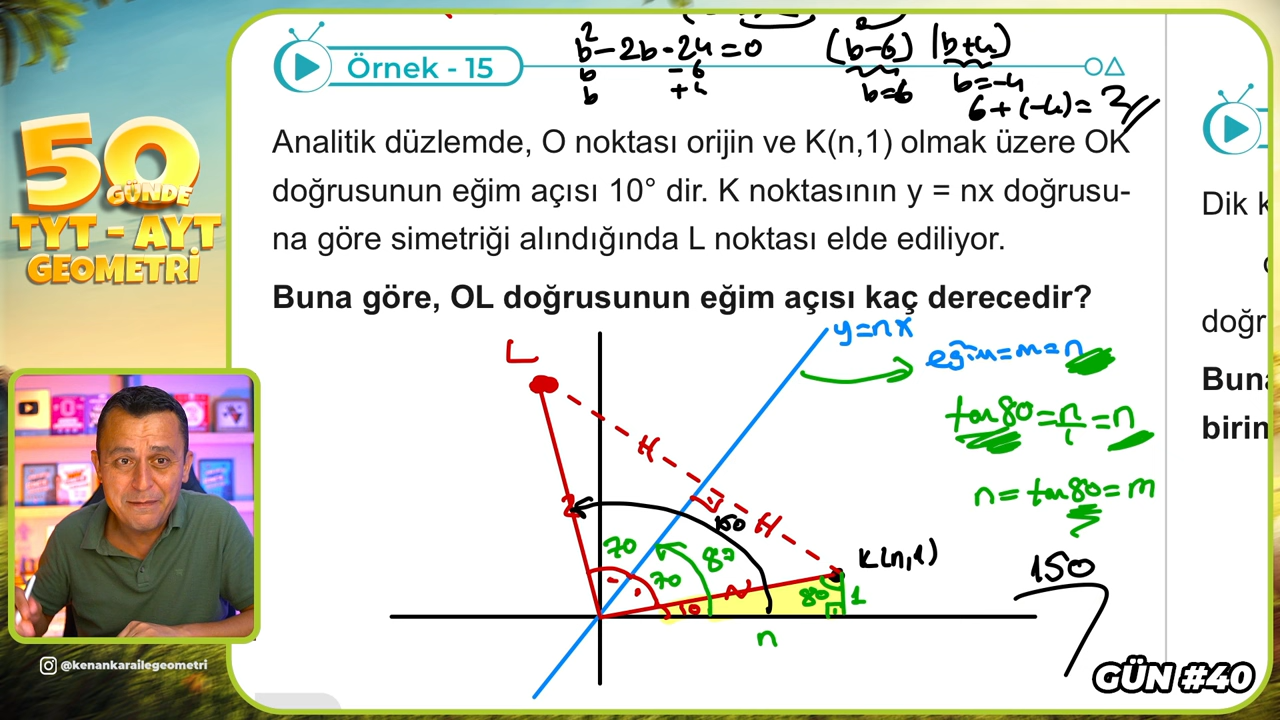 b² - 2b - 24 = 0
(b-6) (b+4)
b -6
b +4
b=6
b=-4
6+(-4)=2//
Örnek - 15
50
GÜNDE
TYT - AYT
GEOMETRİ
Analitik düzlemde, O noktası orijin ve K(n,1) olmak üzere OK
doğrusunun eğim açısı 10° dir. K noktasının y = nx doğrusu-
na göre simetriği alındığında L noktası elde ediliyor.
Buna göre, OL doğrusunun eğim açısı kaç derecedir?
y=nx
eğim=m=n
L
tan80=n/1=n
n=tan80=m
H
H
150
70
80
70
10
K(n,1)
80
1
n
150
Dik k
doğr
Buna
birin
@kenankarailegeometri
GÜN #40